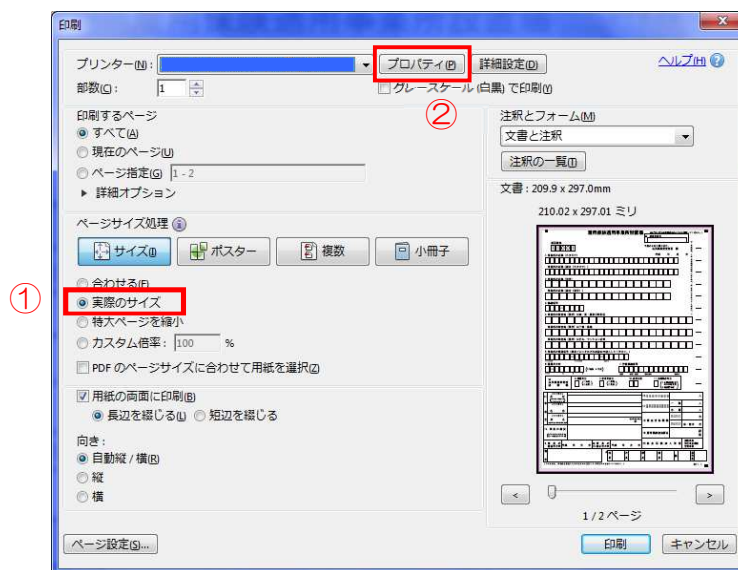 印刷
プリンター(N): プロパティ(P) 詳細設定(D) ヘルプ(H)
部数(C): 1 グレースケール (白黒) で印刷(Y)
②
印刷するページ
すべて(A)
現在のページ(U)
ページ指定(G) 1 - 2
詳細オプション
注釈とフォーム(M)
文書と注釈
注釈の一覧(T)
文書 : 209.9 x 297.0mm
210.02 x 297.01 ミリ
ページサイズ処理
サイズ(I) ポスター 複数 小冊子
合わせる(F)
① 実際のサイズ
特大ページを縮小
カスタム倍率 : 100 %
PDF のページサイズに合わせて用紙を選択(Z)
用紙の両面に印刷(B)
長辺を綴じる(L) 短辺を綴じる
向き :
自動縦 / 横(R)
縦
横
< >
1 / 2 ページ
ページ設定(S)... 印刷 キャンセル